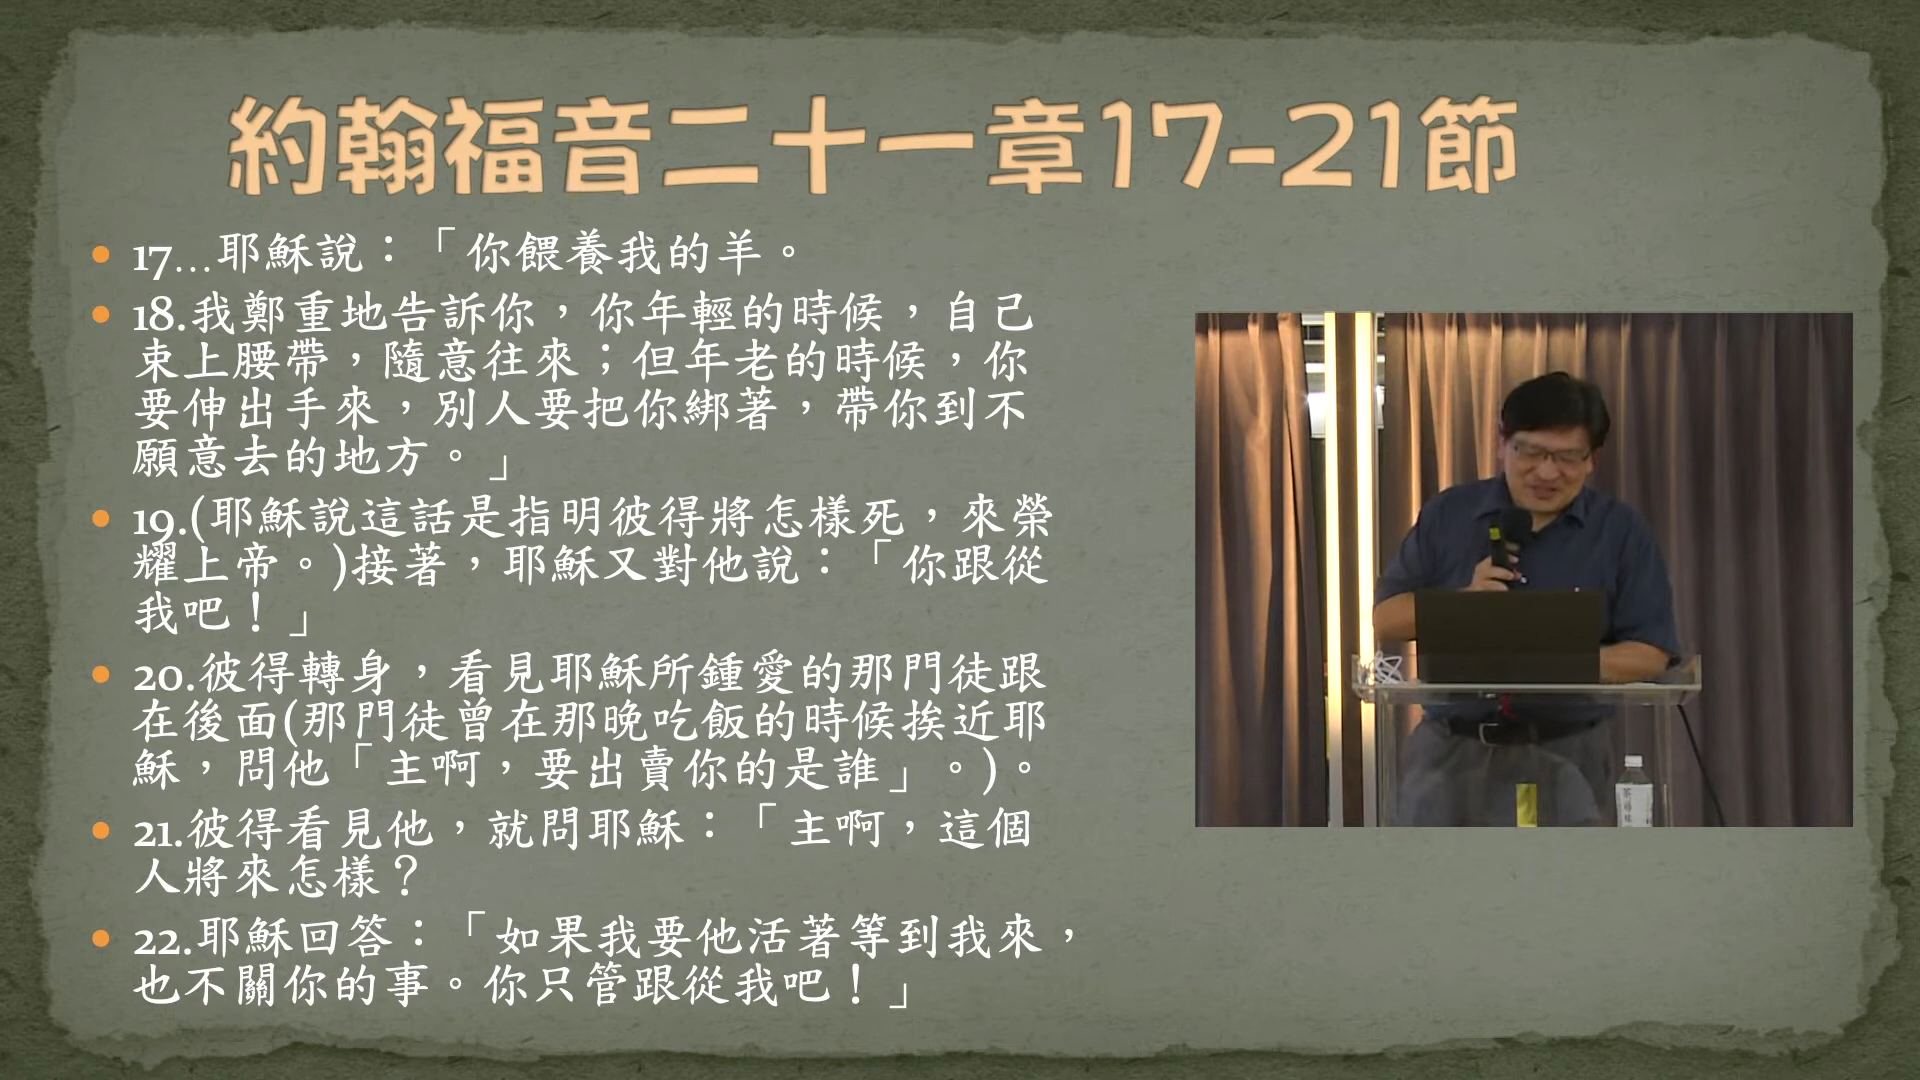 約翰福音二十一章17-21節
17…耶穌說：「你餵養我的羊。
18.我鄭重地告訴你，你年輕的時候，自己
束上腰帶，隨意往來；但年老的時候，你
要伸出手來，別人要把你綁著，帶你到不
願意去的地方。」
19.(耶穌說這話是指明彼得將怎樣死，來榮
耀上帝。)接著，耶穌又對他說：「你跟從
我吧！」
20.彼得轉身，看見耶穌所鍾愛的那門徒跟
在後面(那門徒曾在那晚吃飯的時候挨近耶
穌，問他「主啊，要出賣你的是誰」。)。
21.彼得看見他，就問耶穌：「主啊，這個
人將來怎樣？
22.耶穌回答：「如果我要他活著等到我來，
也不關你的事。你只管跟從我吧！」